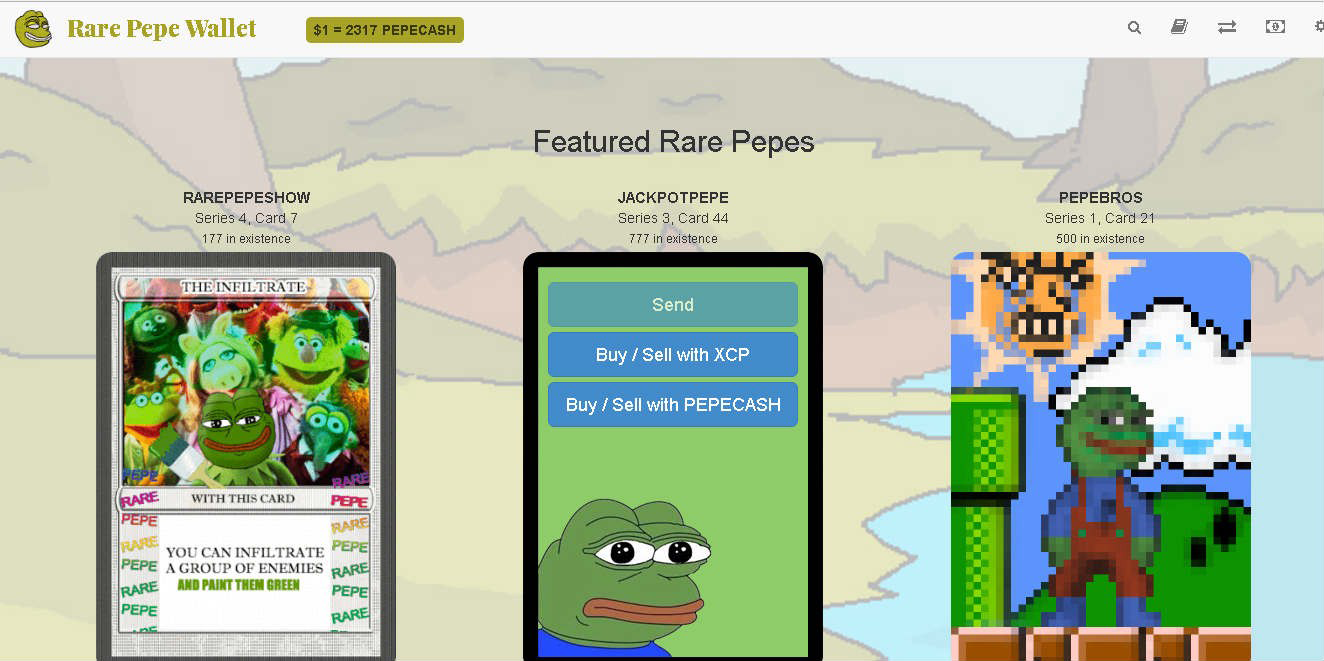 Rare Pepe Wallet
$1 = 2317 PEPECASH
Featured Rare Pepes
RAREPEPESHOW
Series 4, Card 7
177 in existence
THE INFILTRATE
PEPE
RARE
RARE
WITH THIS CARD
PEPE
PEPE
RARE
RARE
YOU CAN INFILTRATE
PEPE
PEPE
A GROUP OF ENEMIES
RARE
RARE
AND PAINT THEM GREEN
PEPE
PEPE
RARE
JACKPOTPEPE
Series 3, Card 44
777 in existence
Send
Buy / Sell with XCP
Buy / Sell with PEPECASH
PEPEBROS
Series 1, Card 21
500 in existence